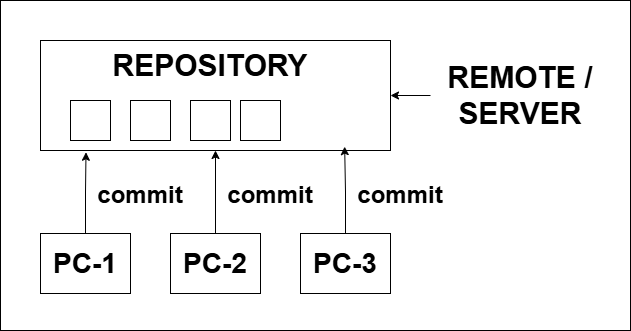 REPOSITORY
REMOTE /
SERVER
commit
commit
commit
PC-1
PC-2
PC-3